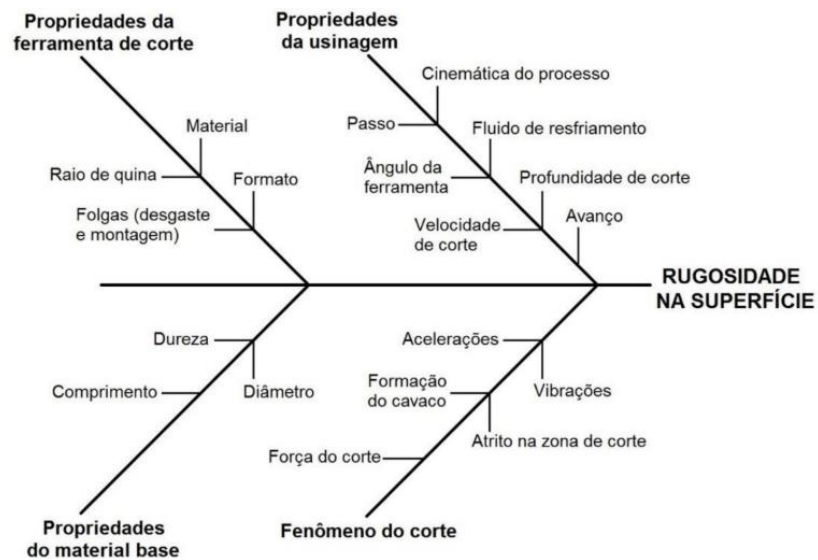 Propriedades da
ferramenta de corte
Propriedades
da usinagem
Cinemática do processo
Material
Passo
Fluido de resfriamento
Raio de quina
Formato
Ângulo da
ferramenta
Profundidade de corte
Folgas (desgaste
e montagem)
Velocidade
de corte
Avanço
RUGOSIDADE
NA SUPERFÍCIE
Dureza
Acelerações
Comprimento
Diâmetro
Formação
do cavaco
Vibrações
Força do corte
Atrito na zona de corte
Propriedades
do material base
Fenômeno do corte